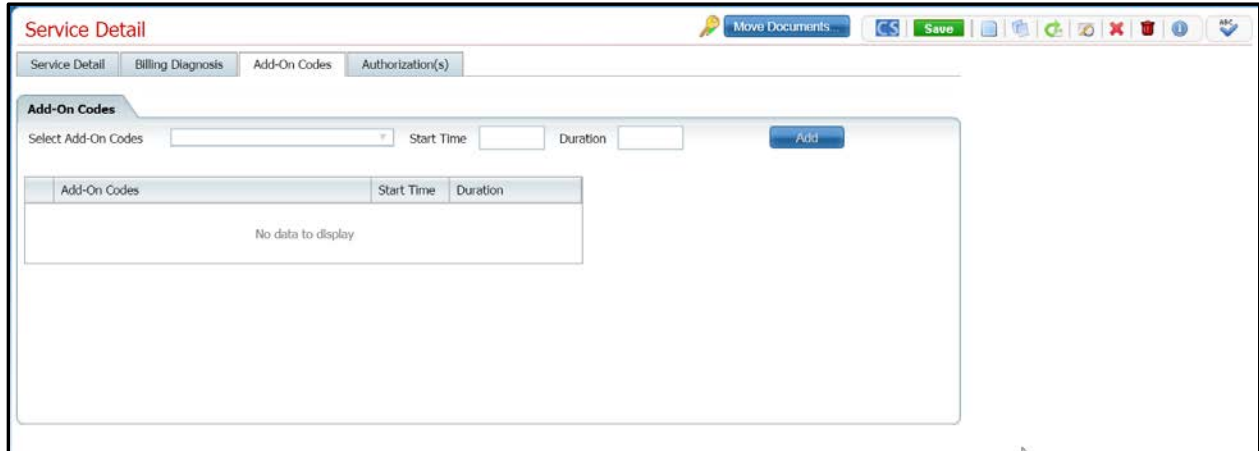 Service Detail
Move Documents...
CS
Save
ABC
Service Detail
Billing Diagnosis
Add-On Codes
Authorization(s)
Add-On Codes
Select Add-On Codes
Start Time
Duration
Add
Add-On Codes
Start Time
Duration
No data to display